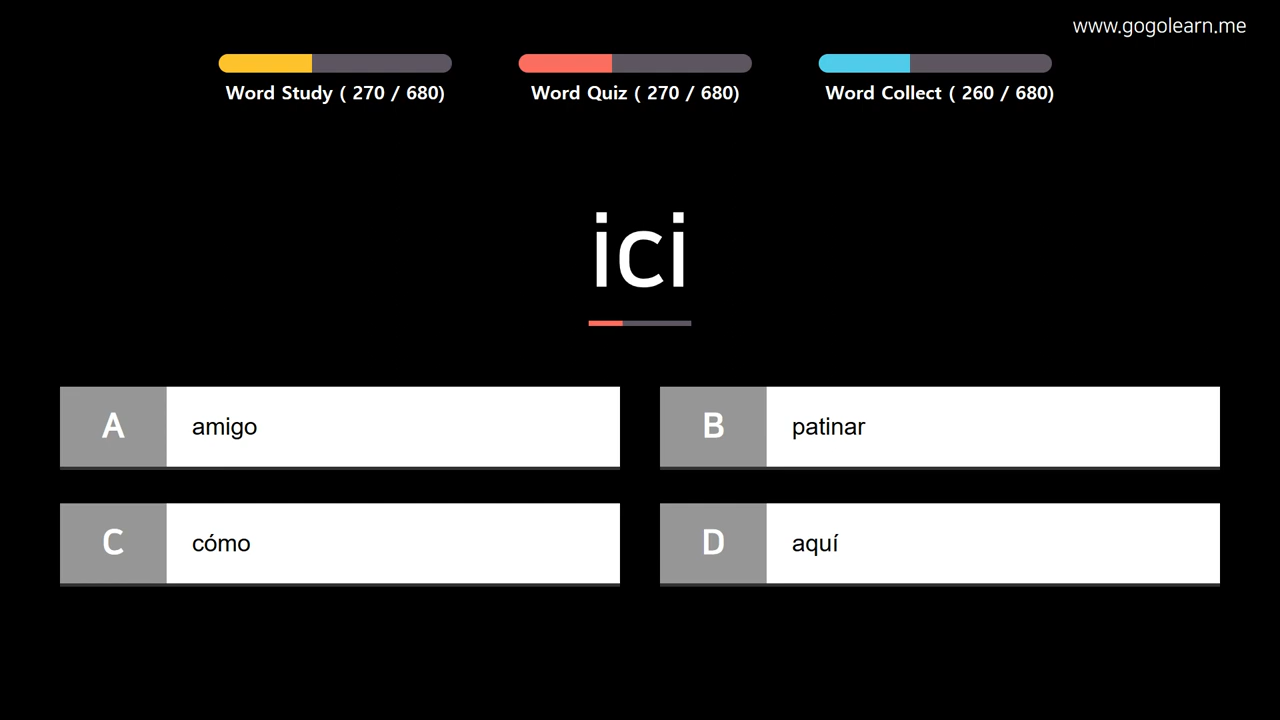 www.gogolearn.me
Word Study ( 270 / 680)
Word Quiz ( 270 / 680)
Word Collect ( 260 / 680)
ici
A amigo
B patinar
C cómo
D aquí